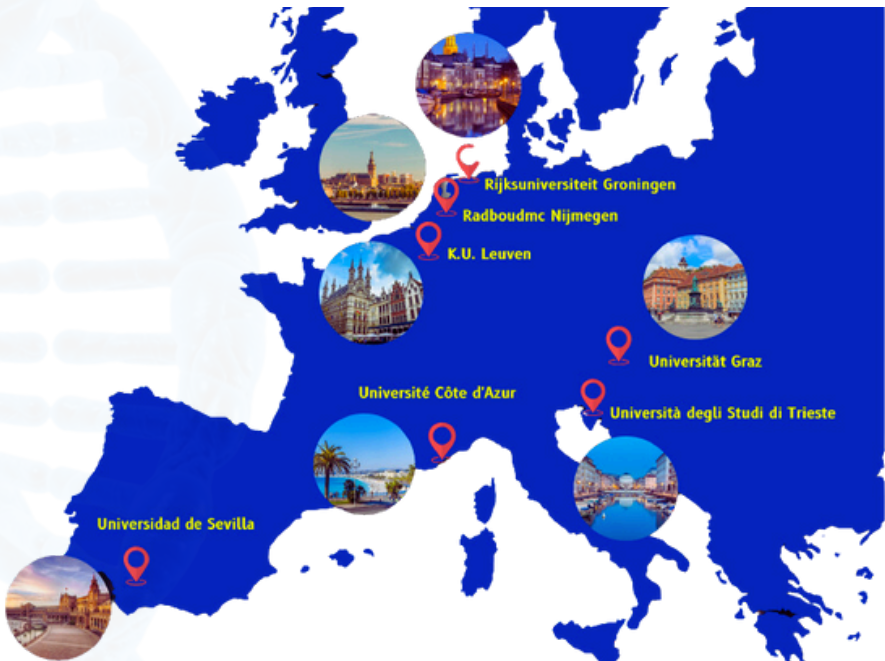 Rijksuniversiteit Groningen
Radboudmc Nijmegen
K.U. Leuven
Universität Graz
Université Côte d'Azur
Università degli Studi di Trieste
Universidad de Sevilla